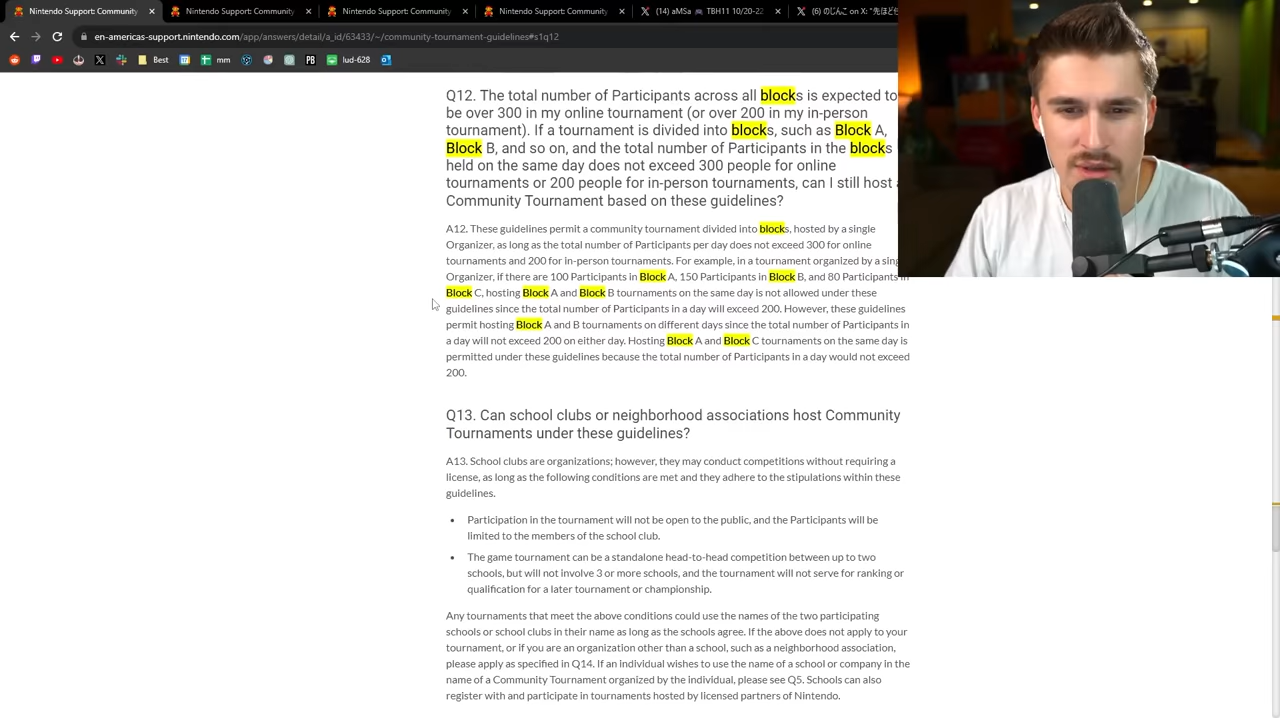 Nintendo Support: Community
Nintendo Support: Community
Nintendo Support: Community
Nintendo Support: Community
(14) aMSa 🎮 TBH11 10/20-22
(6) のじんこ on X: "先ほど
en-americas-support.nintendo.com/app/answers/detail/a_id/63433/~/community-tournament-guidelines#s1q12
Best
mm
PB
lud-628
Q12. The total number of Participants across all blocks is expected to
be over 300 in my online tournament (or over 200 in my in-person
tournament). If a tournament is divided into blocks, such as Block A,
Block B, and so on, and the total number of Participants in the blocks
held on the same day does not exceed 300 people for online
tournaments or 200 people for in-person tournaments, can I still host
Community Tournament based on these guidelines?
A12. These guidelines permit a community tournament divided into blocks, hosted by a single
Organizer, as long as the total number of Participants per day does not exceed 300 for online
tournaments and 200 for in-person tournaments. For example, in a tournament organized by a sing
Organizer, if there are 100 Participants in Block A, 150 Participants in Block B, and 80 Participants in
Block C, hosting Block A and Block B tournaments on the same day is not allowed under these
guidelines since the total number of Participants in a day will exceed 200. However, these guidelines
permit hosting Block A and B tournaments on different days since the total number of Participants in
a day will not exceed 200 on either day. Hosting Block A and Block C tournaments on the same day is
permitted under these guidelines because the total number of Participants in a day would not exceed
200.
Q13. Can school clubs or neighborhood associations host Community
Tournaments under these guidelines?
A13. School clubs are organizations; however, they may conduct competitions without requiring a
license, as long as the following conditions are met and they adhere to the stipulations within these
guidelines.
• Participation in the tournament will not be open to the public, and the Participants will be
limited to the members of the school club.
• The game tournament can be a standalone head-to-head competition between up to two
schools, but will not involve 3 or more schools, and the tournament will not serve for ranking or
qualification for a later tournament or championship.
Any tournaments that meet the above conditions could use the names of the two participating
schools or school clubs in their name as long as the schools agree. If the above does not apply to your
tournament, or if you are an organization other than a school, such as a neighborhood association,
please apply as specified in Q14. If an individual wishes to use the name of a school or company in the
name of a Community Tournament organized by the individual, please see Q5. Schools can also
register with and participate in tournaments hosted by licensed partners of Nintendo.